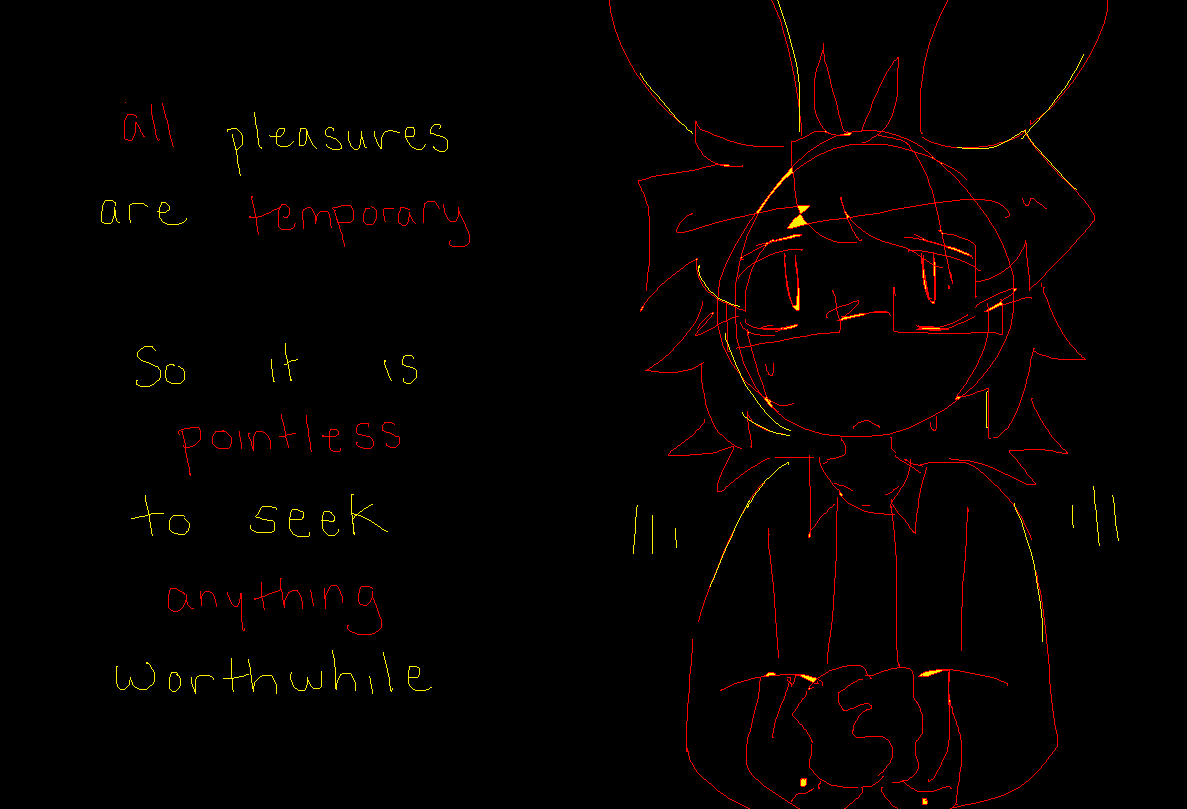 all pleasures
are temporary
So it is
pointless
to seek
anything
worthwhile